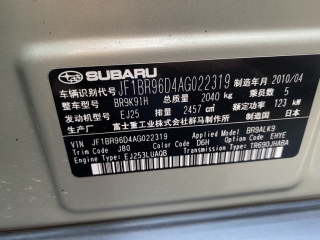 SUBARU
车辆识别代号 JF1BR96D4AG022319 制造年月 2010/04
整车型号 BR9K91H 总质量 2040 kg 乘员数 5
发动机型号 EJ25 排量 2457 cm³ 额定功率 123 kW
日本 富士重工业株式会社群马制作所 制造
VIN JF1BR96D4AG022319 Applied Model BR9ALK9
Trim Code J80 Color Code D6H Option Code EHYE
Engine Type EJ253LUAQB Transmission Type TR690JHABA